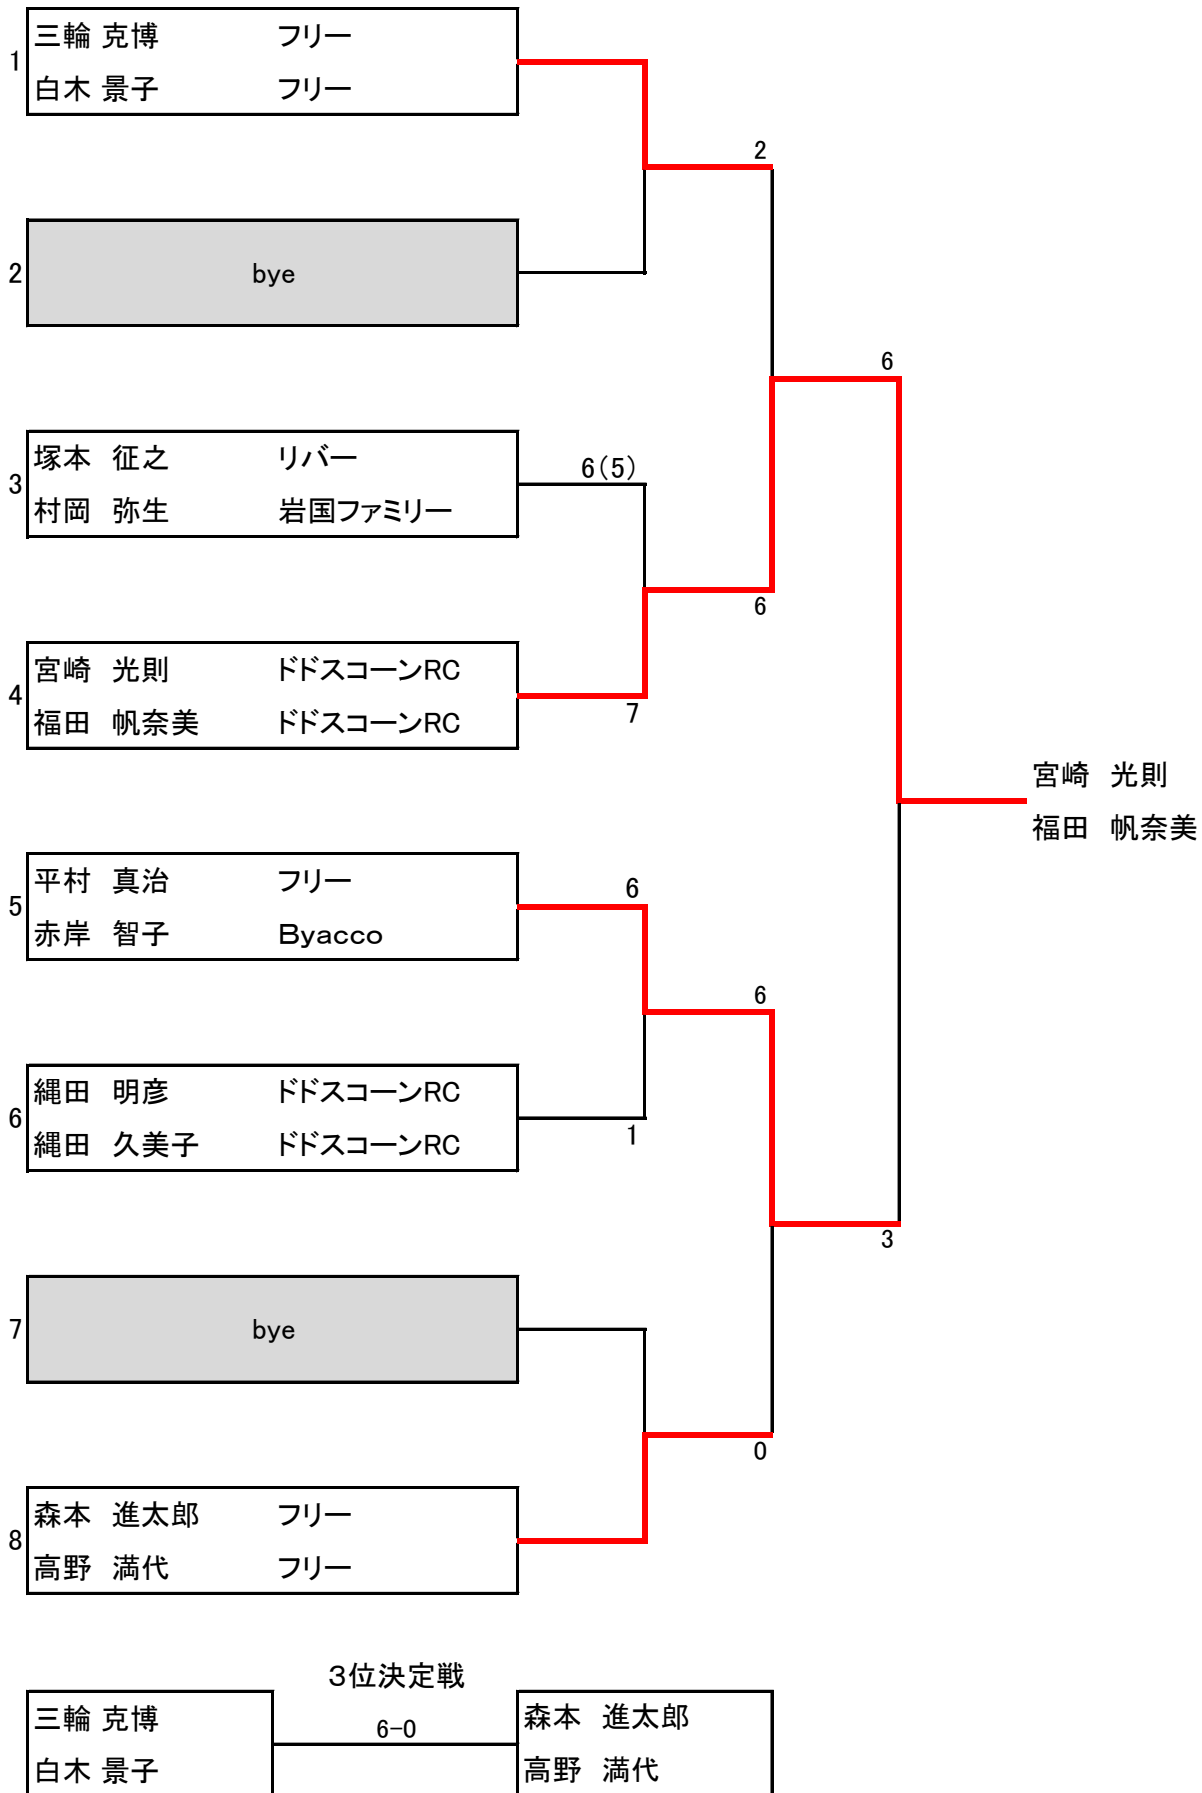 三輪 克博 フリー
1
白木 景子 フリー
2
2 bye
6
塚本 征之 リバー
6(5)
3
村岡 弥生 岩国ファミリー
6
宮崎 光則 ドドスコーンRC
4
福田 帆奈美 ドドスコーンRC
7
宮崎 光則
福田 帆奈美
平村 真治 フリー
6
5
赤岸 智子 Byacco
6
縄田 明彦 ドドスコーンRC
6
縄田 久美子 ドドスコーンRC
1
3
7 bye
0
森本 進太郎 フリー
8
高野 満代 フリー
３位決定戦
三輪 克博 6-0 森本 進太郎
白木 景子 高野 満代